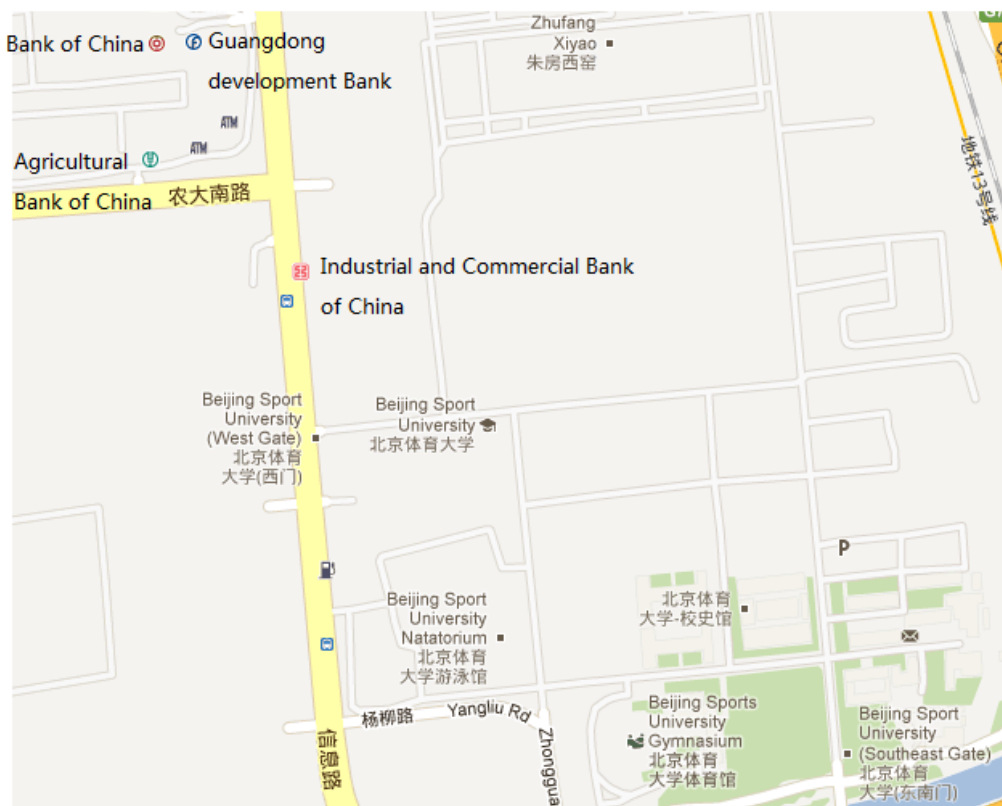 Bank of China
Guangdong
development Bank
Zhufang
Xiyao
朱房西窑
ATM
ATM
Agricultural
Bank of China
农大南路
地铁13号线
Industrial and Commercial Bank
of China
Beijing Sport
University
(West Gate)
北京体育
大学(西门)
Beijing Sport
University
北京体育大学
P
Beijing Sport
University
Natatorium
北京体育
大学游泳馆
北京体育
大学-校史馆
杨柳路
Yangliu Rd
Zhonggua
信息路
Beijing Sports
University
Gymnasium
北京体育
大学体育馆
Beijing Sport
University
(Southeast Gate)
北京体育
大学(东南门)